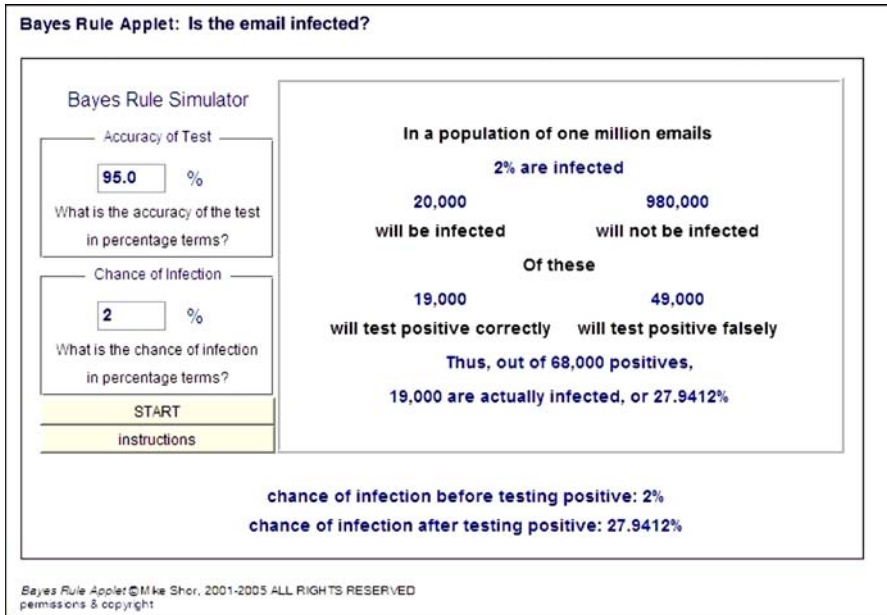 Bayes Rule Applet: Is the email infected?
Bayes Rule Simulator
Accuracy of Test
95.0 %
What is the accuracy of the test
in percentage terms?
Chance of Infection
2 %
What is the chance of infection
in percentage terms?
START
instructions
In a population of one million emails
2% are infected
20,000 980,000
will be infected will not be infected
Of these
19,000 49,000
will test positive correctly will test positive falsely
Thus, out of 68,000 positives,
19,000 are actually infected, or 27.9412%
chance of infection before testing positive: 2%
chance of infection after testing positive: 27.9412%
Bayes Rule Applet © Mike Shor, 2001-2005 ALL RIGHTS RESERVED
permissions & copyright